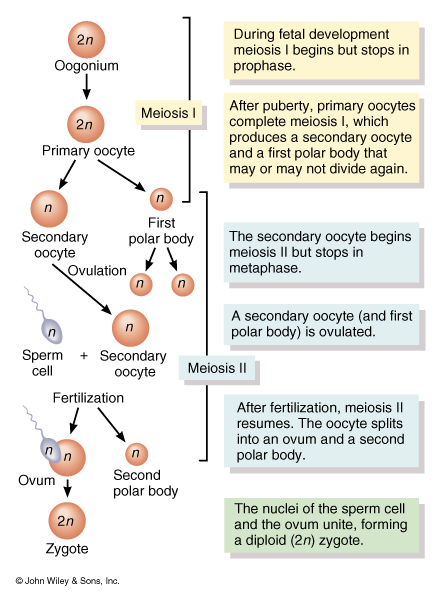 2n
Oogonium
During fetal development
meiosis I begins but stops in
prophase.
Meiosis I
2n
Primary oocyte
After puberty, primary oocytes
complete meiosis I, which
produces a secondary oocyte
and a first polar body that
may or may not divide again.
n
Secondary
oocyte
n
First
polar body
n
n
The secondary oocyte begins
meiosis II but stops in
metaphase.
Ovulation
n
Sperm
cell
+
n
Secondary
oocyte
A secondary oocyte (and first
polar body) is ovulated.
Meiosis II
Fertilization
n
n
Ovum
n
Second
polar body
After fertilization, meiosis II
resumes. The oocyte splits
into an ovum and a second
polar body.
2n
Zygote
The nuclei of the sperm cell
and the ovum unite, forming
a diploid (2n) zygote.
© John Wiley & Sons, Inc.